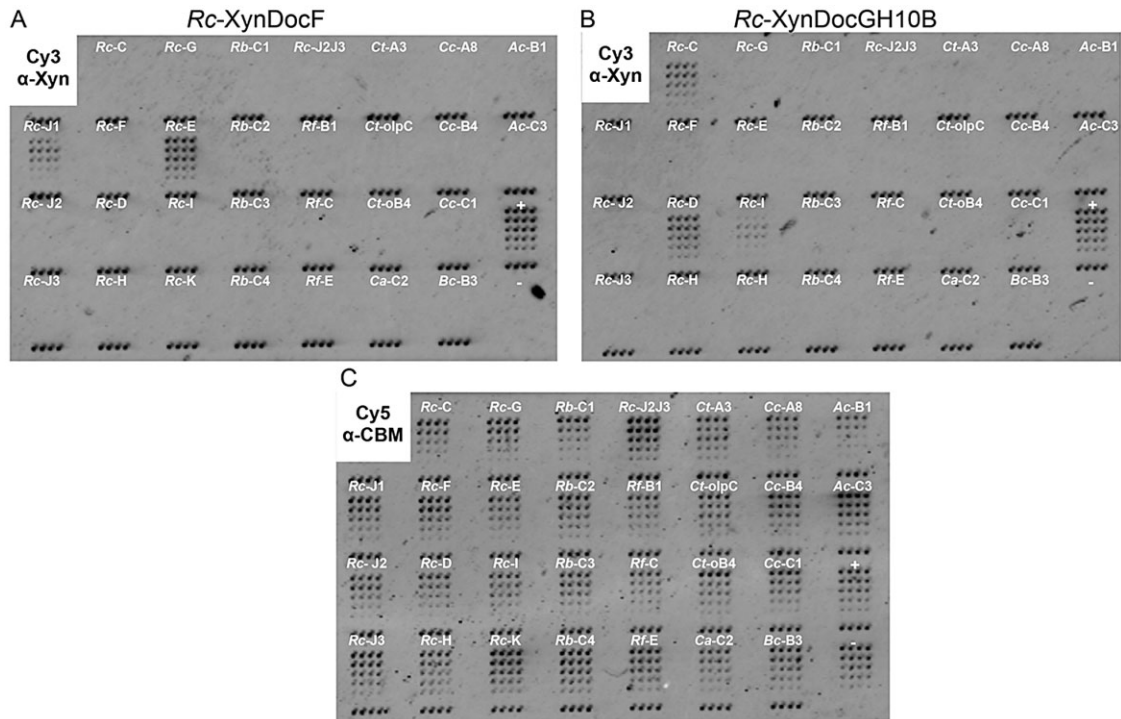 A
Rc-XynDocF
Cy3
α-Xyn
Rc-C Rc-G Rb-C1 Rc-J2J3 Ct-A3 Cc-A8 Ac-B1
Rc-J1 Rc-F Rc-E Rb-C2 Rf-B1 Ct-olpC Cc-B4 Ac-C3
Rc-J2 Rc-D Rc-I Rb-C3 Rf-C Ct-oB4 Cc-C1 +
Rc-J3 Rc-H Rc-K Rb-C4 Rf-E Ca-C2 Bc-B3 -
B
Rc-XynDocGH10B
Cy3
α-Xyn
Rc-C Rc-G Rb-C1 Rc-J2J3 Ct-A3 Cc-A8 Ac-B1
Rc-J1 Rc-F Rc-E Rb-C2 Rf-B1 Ct-olpC Cc-B4 Ac-C3
Rc-J2 Rc-D Rc-I Rb-C3 Rf-C Ct-oB4 Cc-C1 +
Rc-J3 Rc-H Rc-H Rb-C4 Rf-E Ca-C2 Bc-B3 -
C
Cy5
α-CBM
Rc-C Rc-G Rb-C1 Rc-J2J3 Ct-A3 Cc-A8 Ac-B1
Rc-J1 Rc-F Rc-E Rb-C2 Rf-B1 Ct-olpC Cc-B4 Ac-C3
Rc-J2 Rc-D Rc-I Rb-C3 Rf-C Ct-oB4 Cc-C1 +
Rc-J3 Rc-H Rc-K Rb-C4 Rf-E Ca-C2 Bc-B3 -